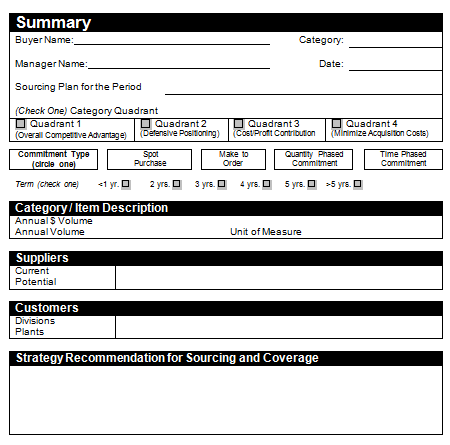 Summary
Buyer Name: Category:
Manager Name: Date:
Sourcing Plan for the Period
(Check One) Category Quadrant
Quadrant 1 Quadrant 2 Quadrant 3 Quadrant 4
(Overall Competitive Advantage) (Defensive Positioning) (Cost/Profit Contribution) (Minimize Acquisition Costs)
Commitment Type Spot Make to Quantity Phased Time Phased
(circle one) Purchase Order Commitment Commitment
Term (check one) <1 yr. 2 yrs. 3 yrs. 4 yrs. 5 yrs. >5 yrs.
Category / Item Description
Annual $ Volume
Annual Volume Unit of Measure
Suppliers
Current
Potential
Customers
Divisions
Plants
Strategy Recommendation for Sourcing and Coverage